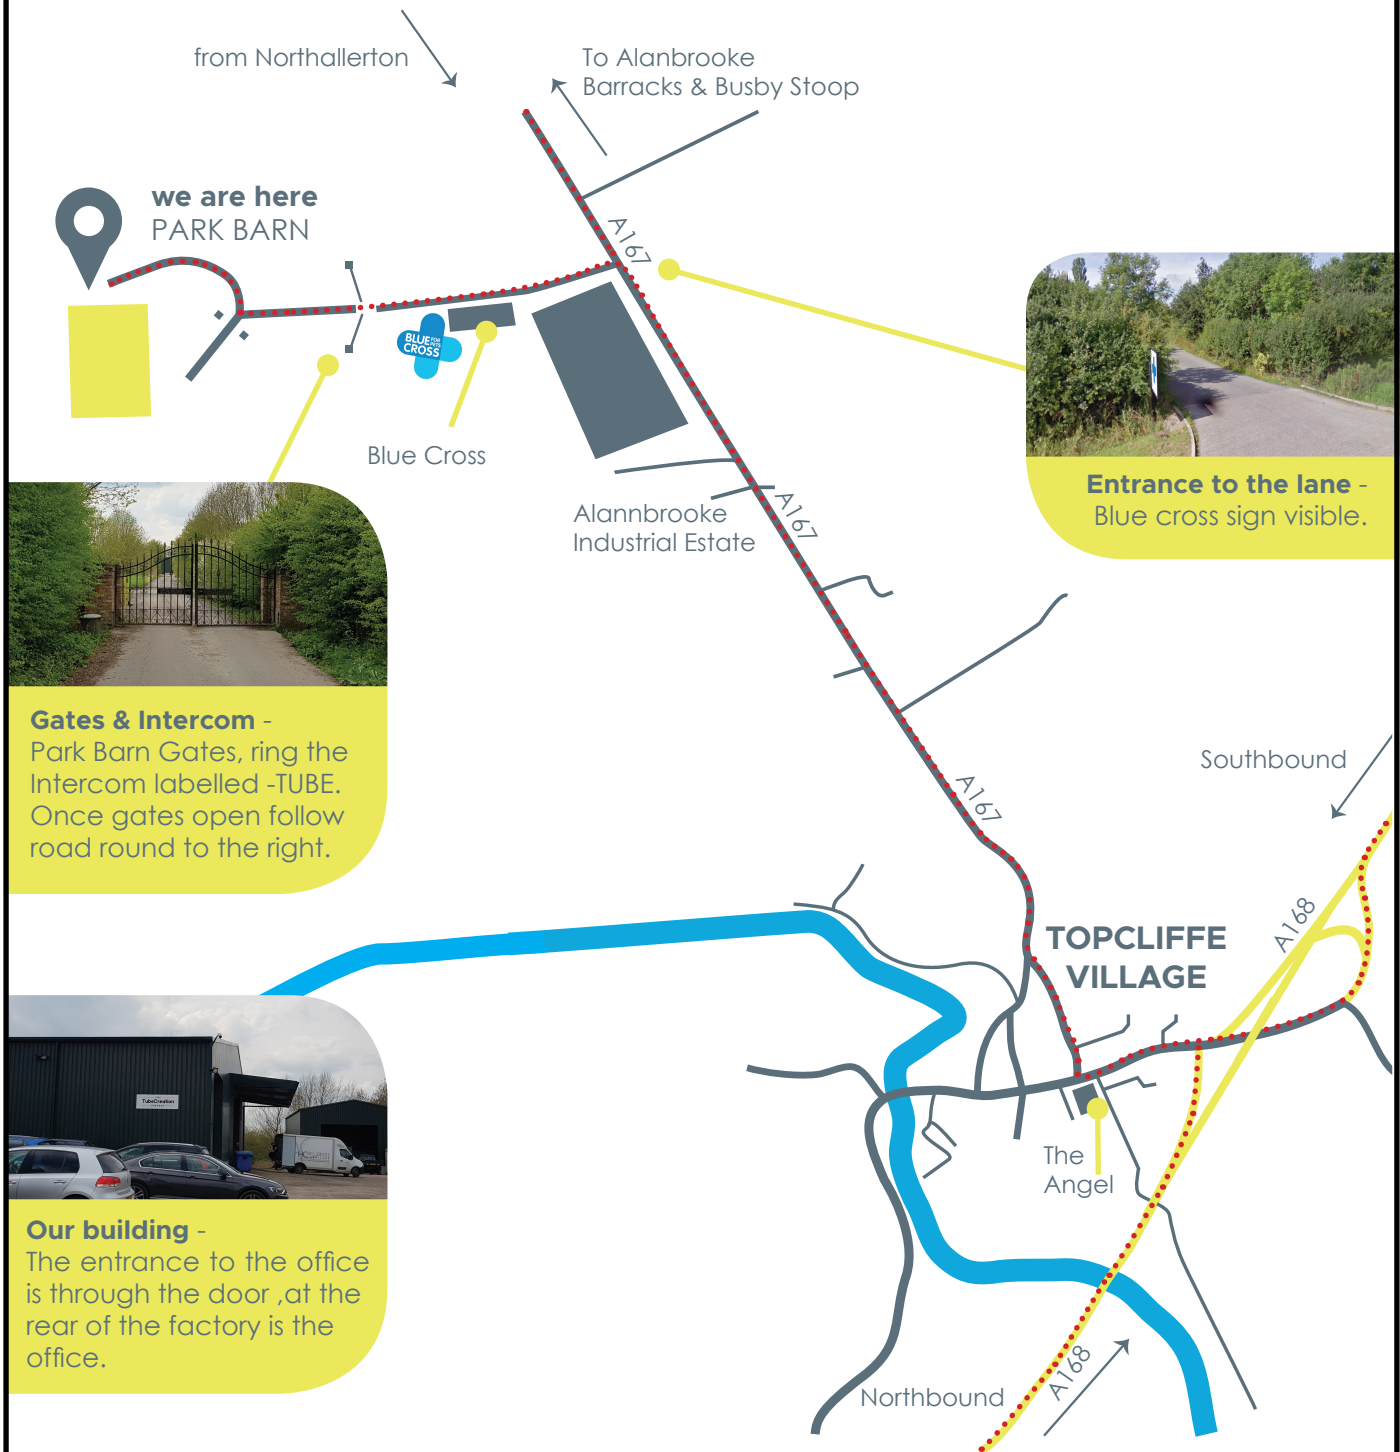 from Northallerton
To Alanbrooke
Barracks & Busby Stoop
we are here
PARK BARN
A167
BLUE FOR PETS
CROSS
Blue Cross
Entrance to the lane -
Blue cross sign visible.
Alannbrooke
Industrial Estate
A167
Gates & Intercom -
Park Barn Gates, ring the
Intercom labelled -TUBE.
Once gates open follow
road round to the right.
Southbound
A167
A168
TOPCLIFFE
VILLAGE
TubeCreation
The
Angel
Our building -
The entrance to the office
is through the door ,at the
rear of the factory is the
office.
Northbound
A168